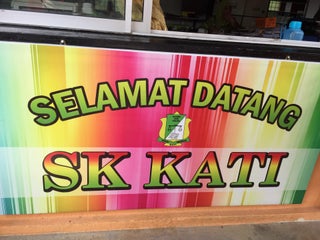 SELAMAT DATANG
SK KATI